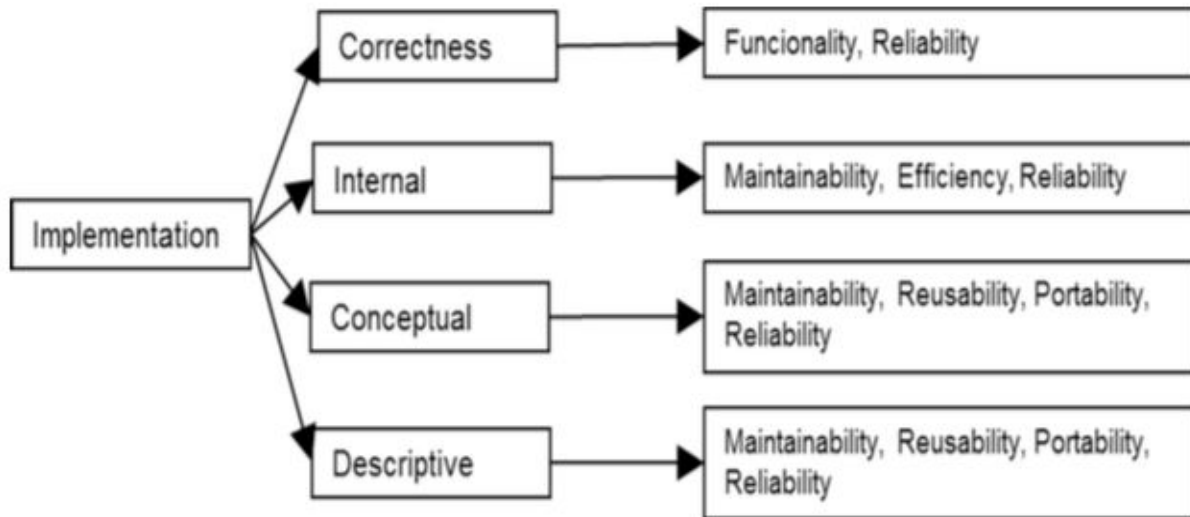 Implementation
Correctness
Funcionality, Reliability
Internal
Maintainability, Efficiency, Reliability
Conceptual
Maintainability, Reusability, Portability,
Reliability
Descriptive
Maintainability, Reusability, Portability,
Reliability